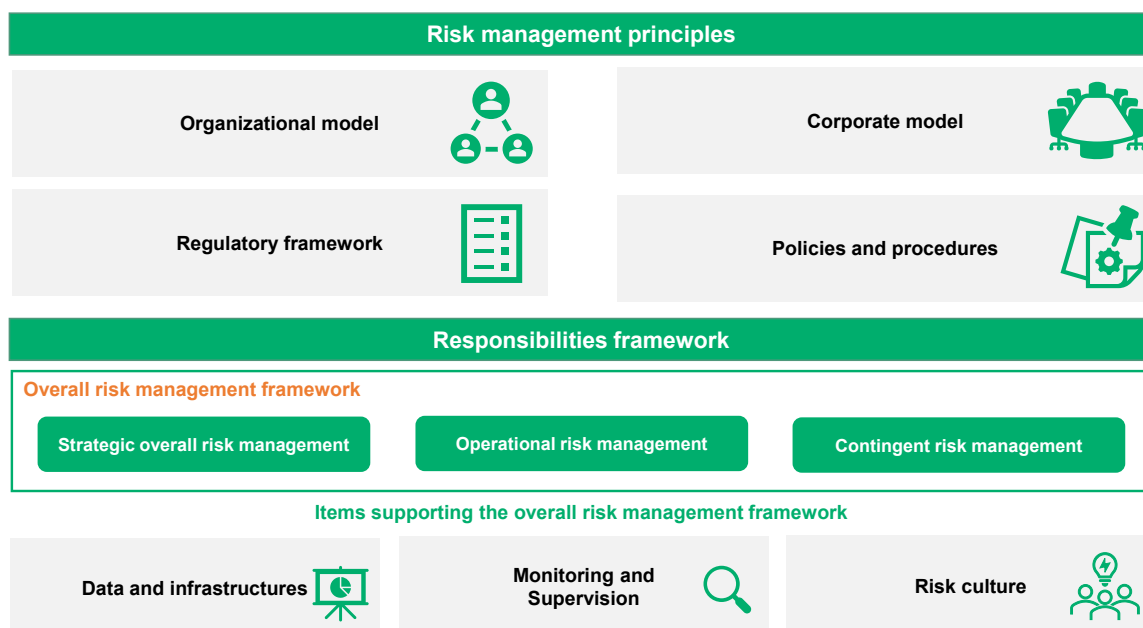 Risk management principles
Organizational model
Corporate model
Regulatory framework
Policies and procedures
Responsibilities framework
Overall risk management framework
Strategic overall risk management
Operational risk management
Contingent risk management
Items supporting the overall risk management framework
Data and infrastructures
Monitoring and
Supervision
Risk culture